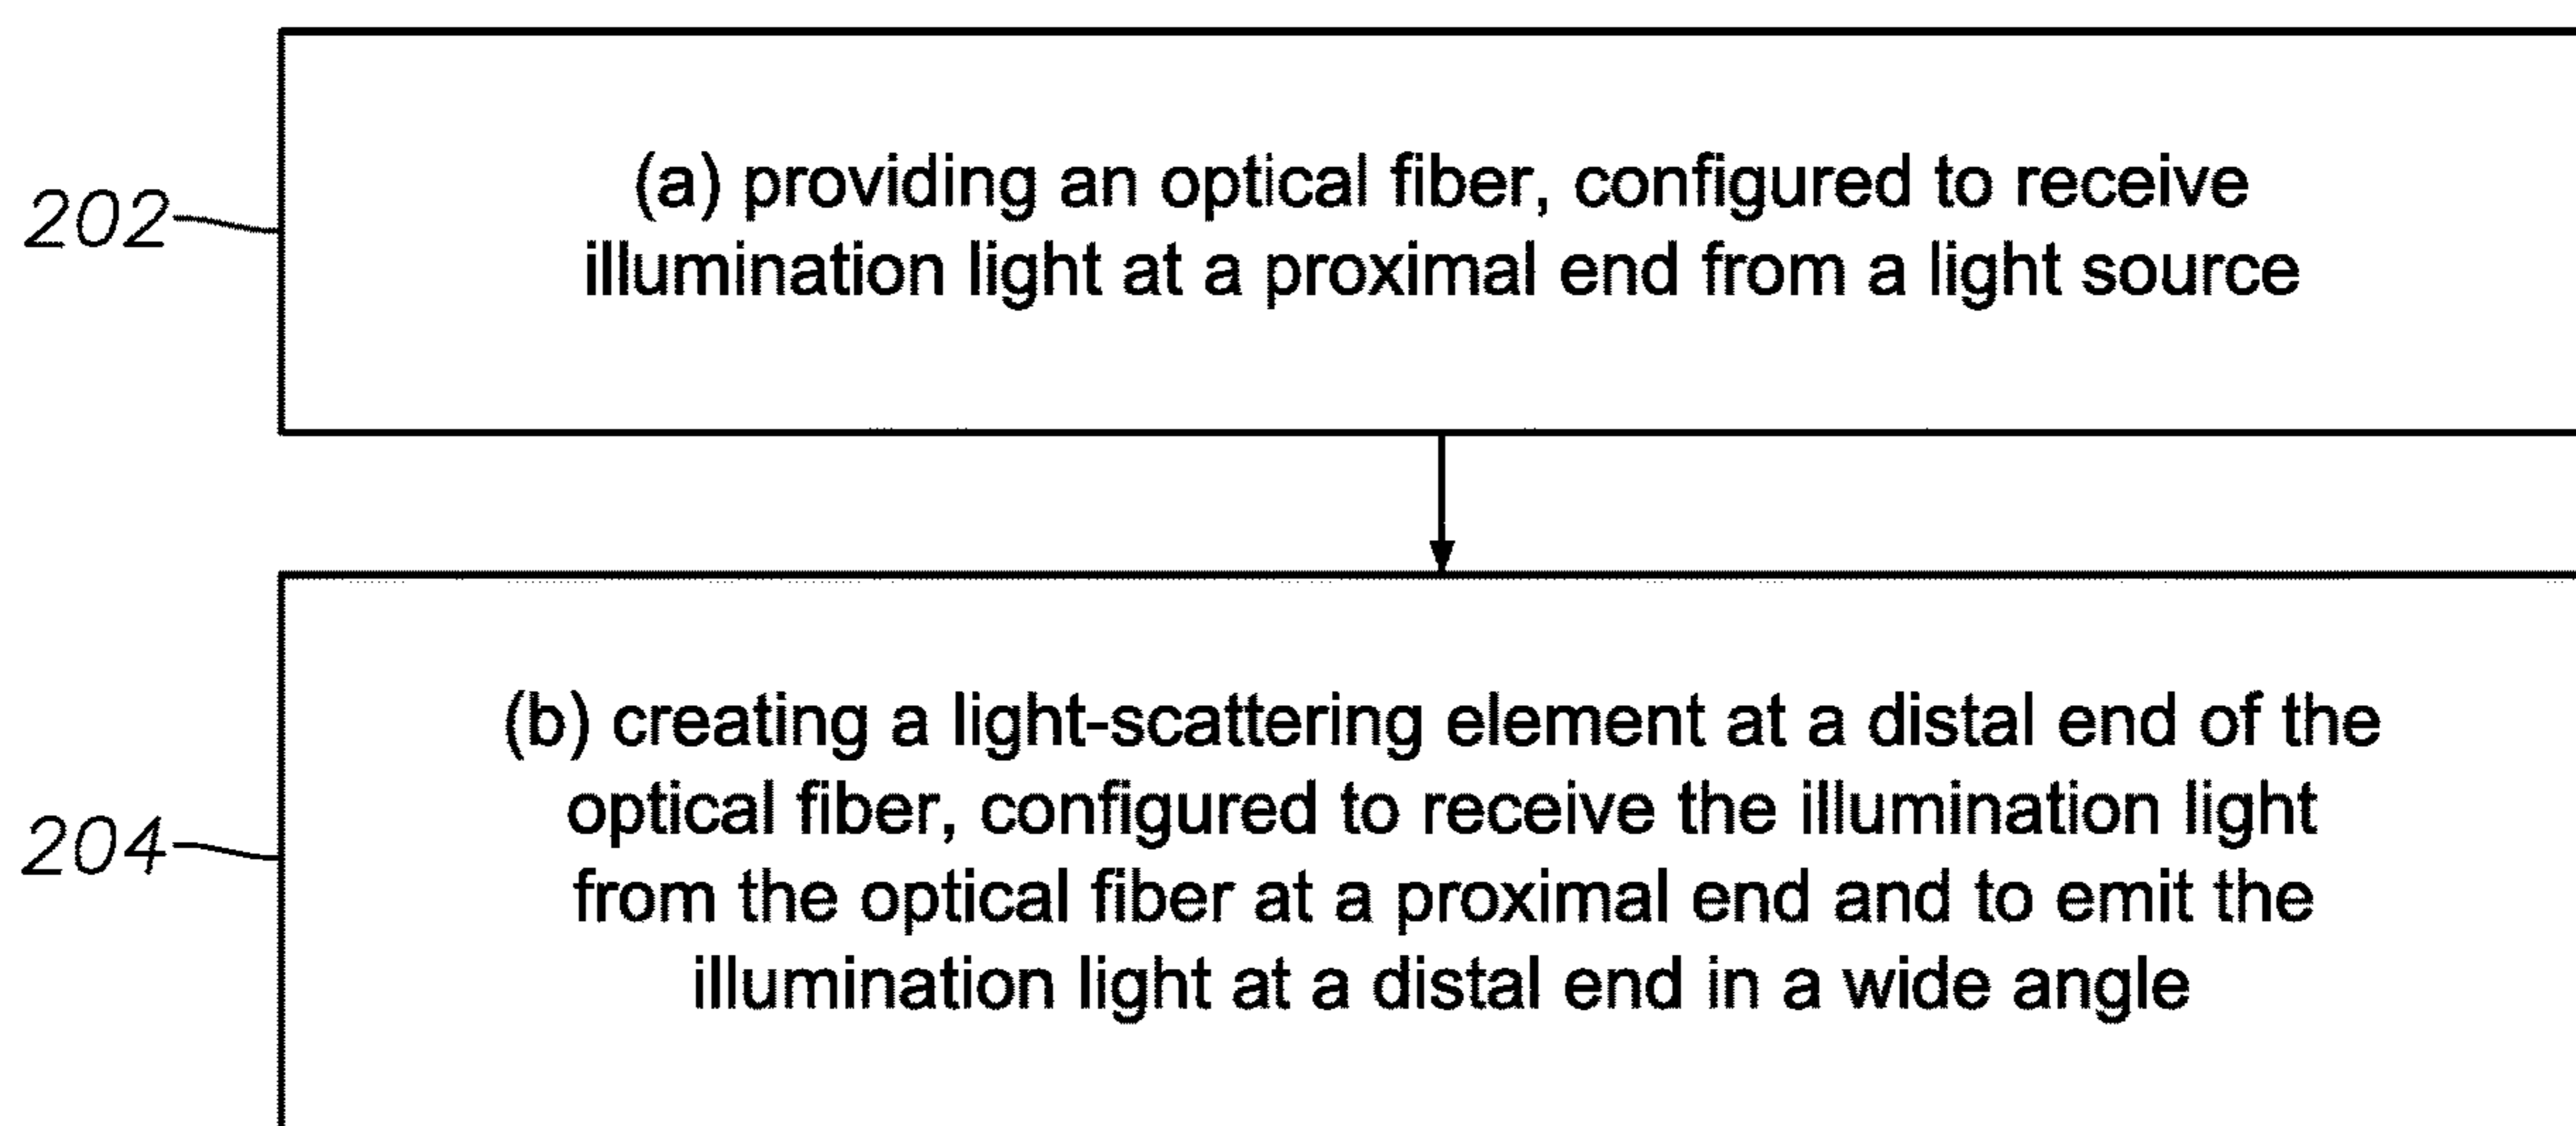 202
(a) providing an optical fiber, configured to receive
illumination light at a proximal end from a light source
204
(b) creating a light-scattering element at a distal end of the
optical fiber, configured to receive the illumination light
from the optical fiber at a proximal end and to emit the
illumination light at a distal end in a wide angle